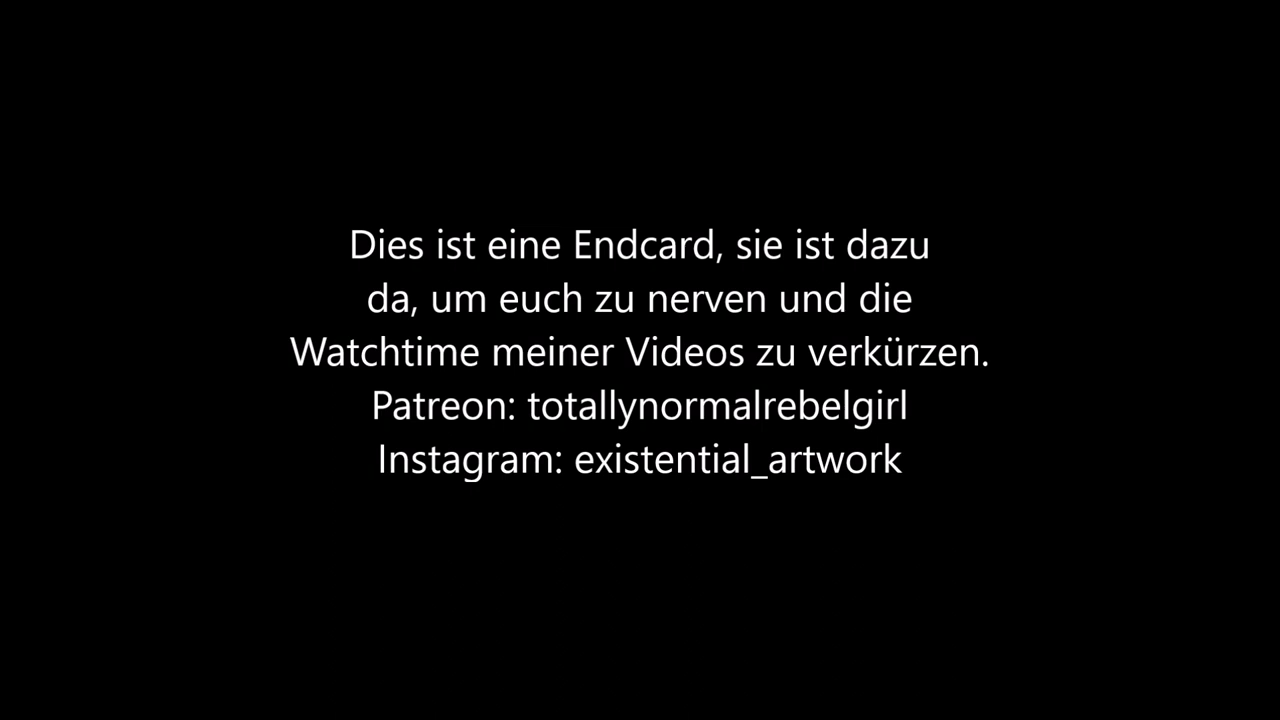 Dies ist eine Endcard, sie ist dazu
da, um euch zu nerven und die
Watchtime meiner Videos zu verkürzen.
Patreon: totallynormalrebelgirl
Instagram: existential_artwork